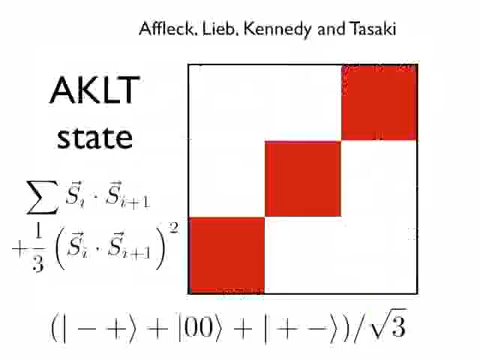 Affleck, Lieb, Kennedy and Tasaki
AKLT
state
∑ S⃗ᵢ · S⃗ᵢ₊₁
+1/3 (S⃗ᵢ · S⃗ᵢ₊₁)²
(|− +⟩ + |00⟩ + |+ −⟩)/√3